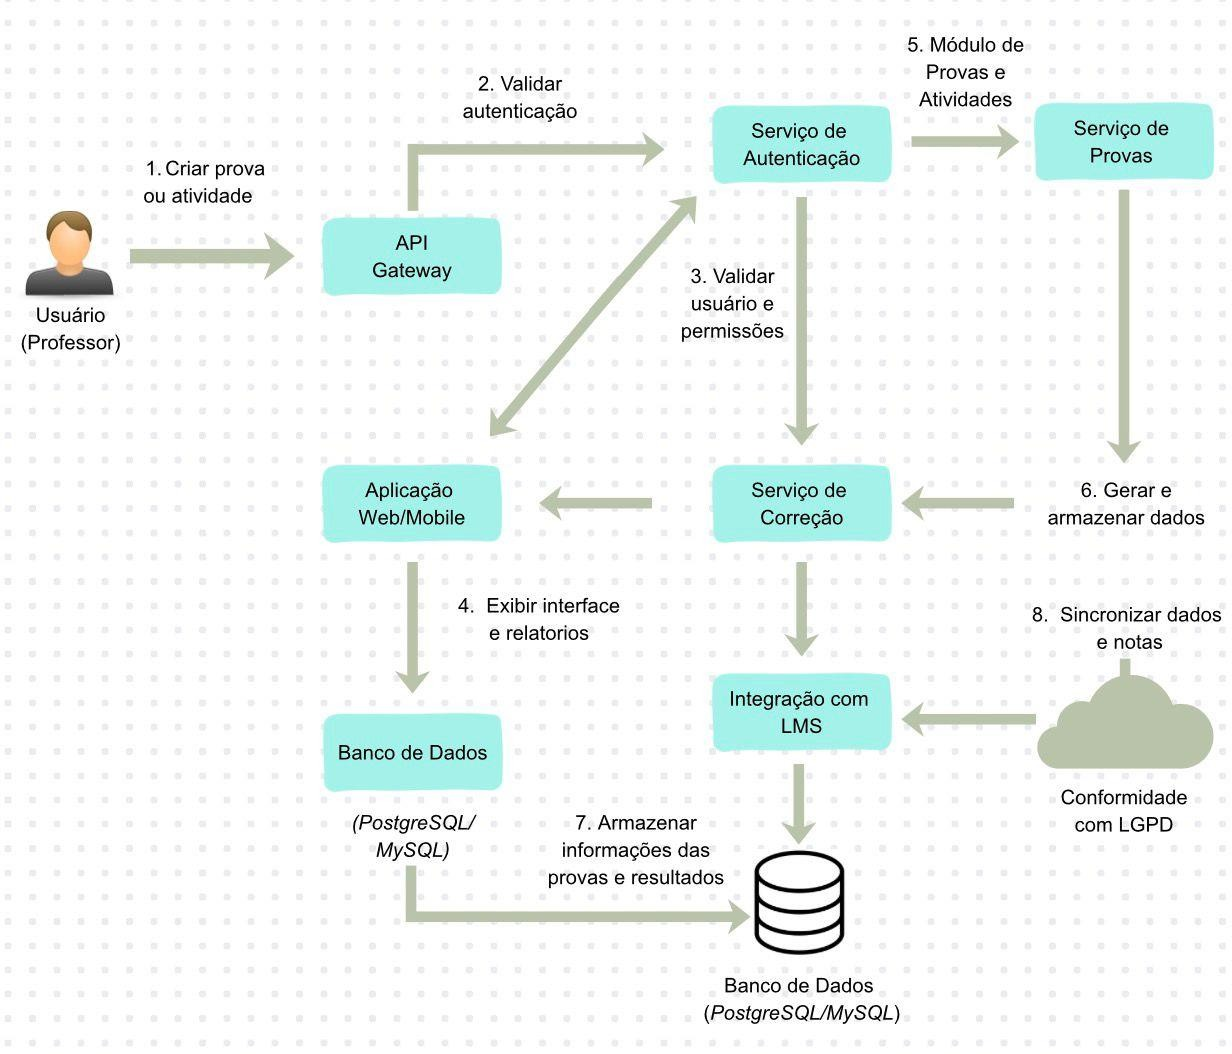 5. Módulo de
Provas e
Atividades
2. Validar
autenticação
Serviço de
Autenticação
Serviço de
Provas
1. Criar prova
ou atividade
API
Gateway
3. Validar
usuário e
permissões
Usuário
(Professor)
Aplicação
Web/Mobile
Serviço de
Correção
6. Gerar e
armazenar dados
4. Exibir interface
e relatorios
8. Sincronizar dados
e notas
Integração com
LMS
Banco de Dados
(PostgreSQL/
MySQL)
7. Armazenar
informações das
provas e resultados
Conformidade
com LGPD
Banco de Dados
(PostgreSQL/MySQL)